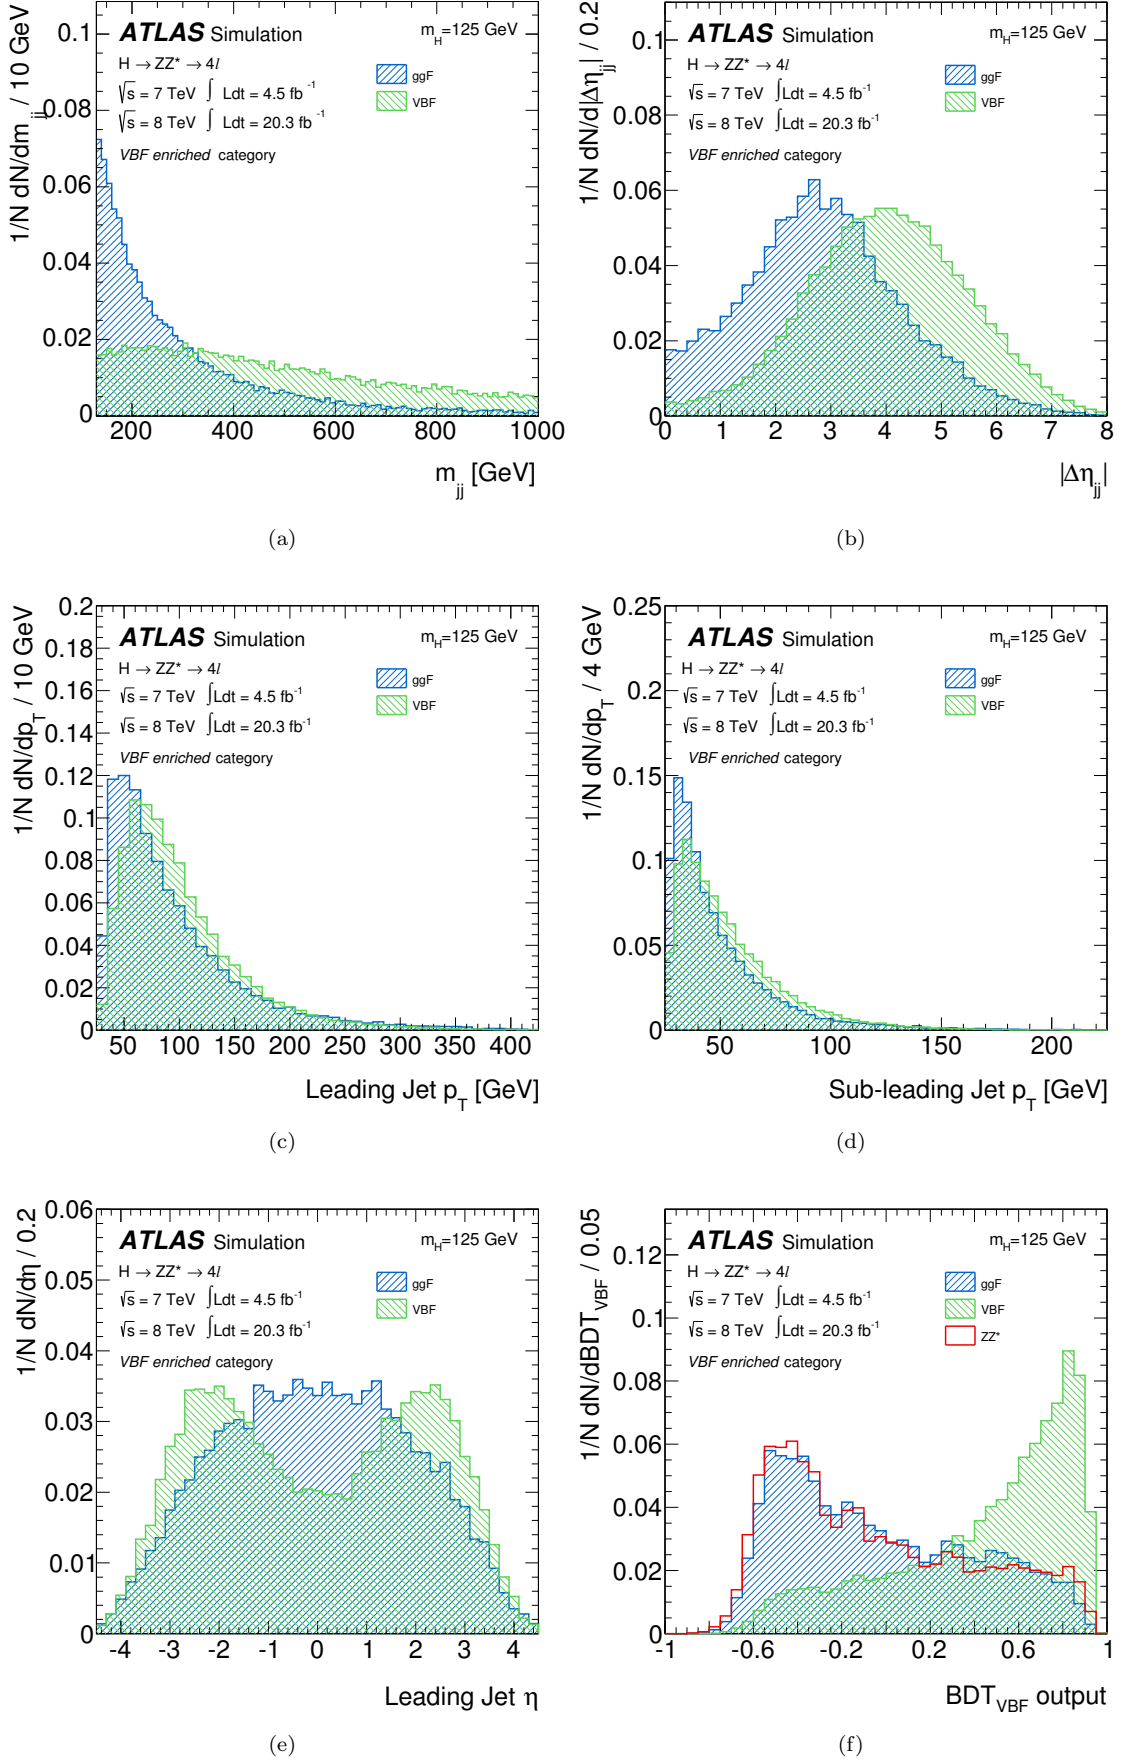 ATLAS Simulation
m_H=125 GeV
H → ZZ* → 4l
√s = 7 TeV ∫ Ldt = 4.5 fb⁻¹
√s = 8 TeV ∫ Ldt = 20.3 fb⁻¹
VBF enriched category
ggF
VBF
1/N dN/dm_jj / 10 GeV
0.1
0.08
0.06
0.04
0.02
0
200 400 600 800 1000
m_jj [GeV]
(a)
ATLAS Simulation
m_H=125 GeV
H → ZZ* → 4l
√s = 7 TeV ∫Ldt = 4.5 fb⁻¹
√s = 8 TeV ∫Ldt = 20.3 fb⁻¹
VBF enriched category
ggF
VBF
1/N dN/d|Δη_jj| / 0.2
0.1
0.08
0.06
0.04
0.02
0
0 1 2 3 4 5 6 7 8
|Δη_jj|
(b)
ATLAS Simulation
m_H=125 GeV
H → ZZ* → 4l
√s = 7 TeV ∫Ldt = 4.5 fb⁻¹
√s = 8 TeV ∫Ldt = 20.3 fb⁻¹
VBF enriched category
ggF
VBF
1/N dN/dp_T / 10 GeV
0.2
0.18
0.16
0.14
0.12
0.1
0.08
0.06
0.04
0.02
0
50 100 150 200 250 300 350 400
Leading Jet p_T [GeV]
(c)
ATLAS Simulation
m_H=125 GeV
H → ZZ* → 4l
√s = 7 TeV ∫Ldt = 4.5 fb⁻¹
√s = 8 TeV ∫Ldt = 20.3 fb⁻¹
VBF enriched category
ggF
VBF
1/N dN/dp_T / 4 GeV
0.25
0.2
0.15
0.1
0.05
0
50 100 150 200
Sub-leading Jet p_T [GeV]
(d)
ATLAS Simulation
m_H=125 GeV
H → ZZ* → 4l
√s = 7 TeV ∫Ldt = 4.5 fb⁻¹
√s = 8 TeV ∫Ldt = 20.3 fb⁻¹
VBF enriched category
ggF
VBF
1/N dN/dη / 0.2
0.06
0.05
0.04
0.03
0.02
0.01
0
-4 -3 -2 -1 0 1 2 3 4
Leading Jet η
(e)
ATLAS Simulation
m_H=125 GeV
H → ZZ* → 4l
√s = 7 TeV ∫Ldt = 4.5 fb⁻¹
√s = 8 TeV ∫Ldt = 20.3 fb⁻¹
VBF enriched category
ggF
VBF
ZZ*
1/N dN/dBDT_VBF / 0.05
0.12
0.1
0.08
0.06
0.04
0.02
0
-1 -0.6 -0.2 0.2 0.6 1
BDT_VBF output
(f)